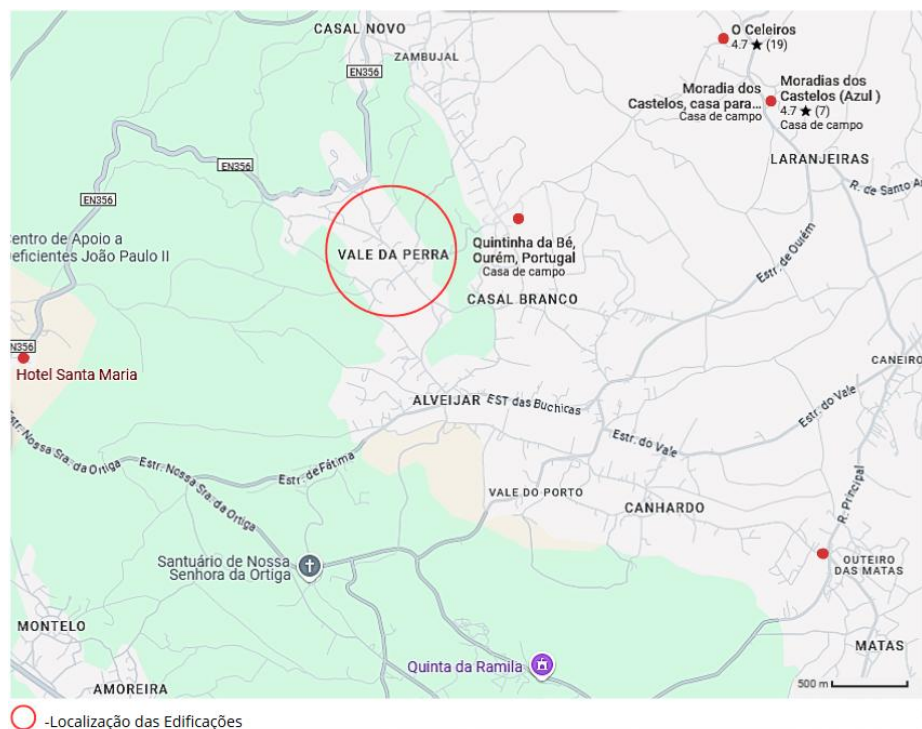 CASAL NOVO
ZAMBUJAL
EN356
O Celeiros
4.7 ★ (19)
Moradia dos
Castelos, casa para...
Casa de campo
Moradias dos
Castelos (Azul )
4.7 ★ (7)
Casa de campo
LARANJEIRAS
R. de Santo An
EN356
EN356
Centro de Apoio a
Deficientes João Paulo II
VALE DA PERRA
Quintinha da Bé,
Ourém, Portugal
Casa de campo
Estr. de Ourém
CASAL BRANCO
EN356
Hotel Santa Maria
CANEIRO
ALVEIJAR
EST das Buchicas
Estr. do Vale
Estr. do Vale
Estr. Nossa Sra. da Ortiga
Estr. Nossa Sra. da Ortiga
Estr. de Fátima
R. Principal
VALE DO PORTO
CANHARDO
Santuário de Nossa
Senhora da Ortiga
OUTEIRO
DAS MATAS
MONTELO
Quinta da Ramila
MATAS
AMOREIRA
500 m
-Localização das Edificações